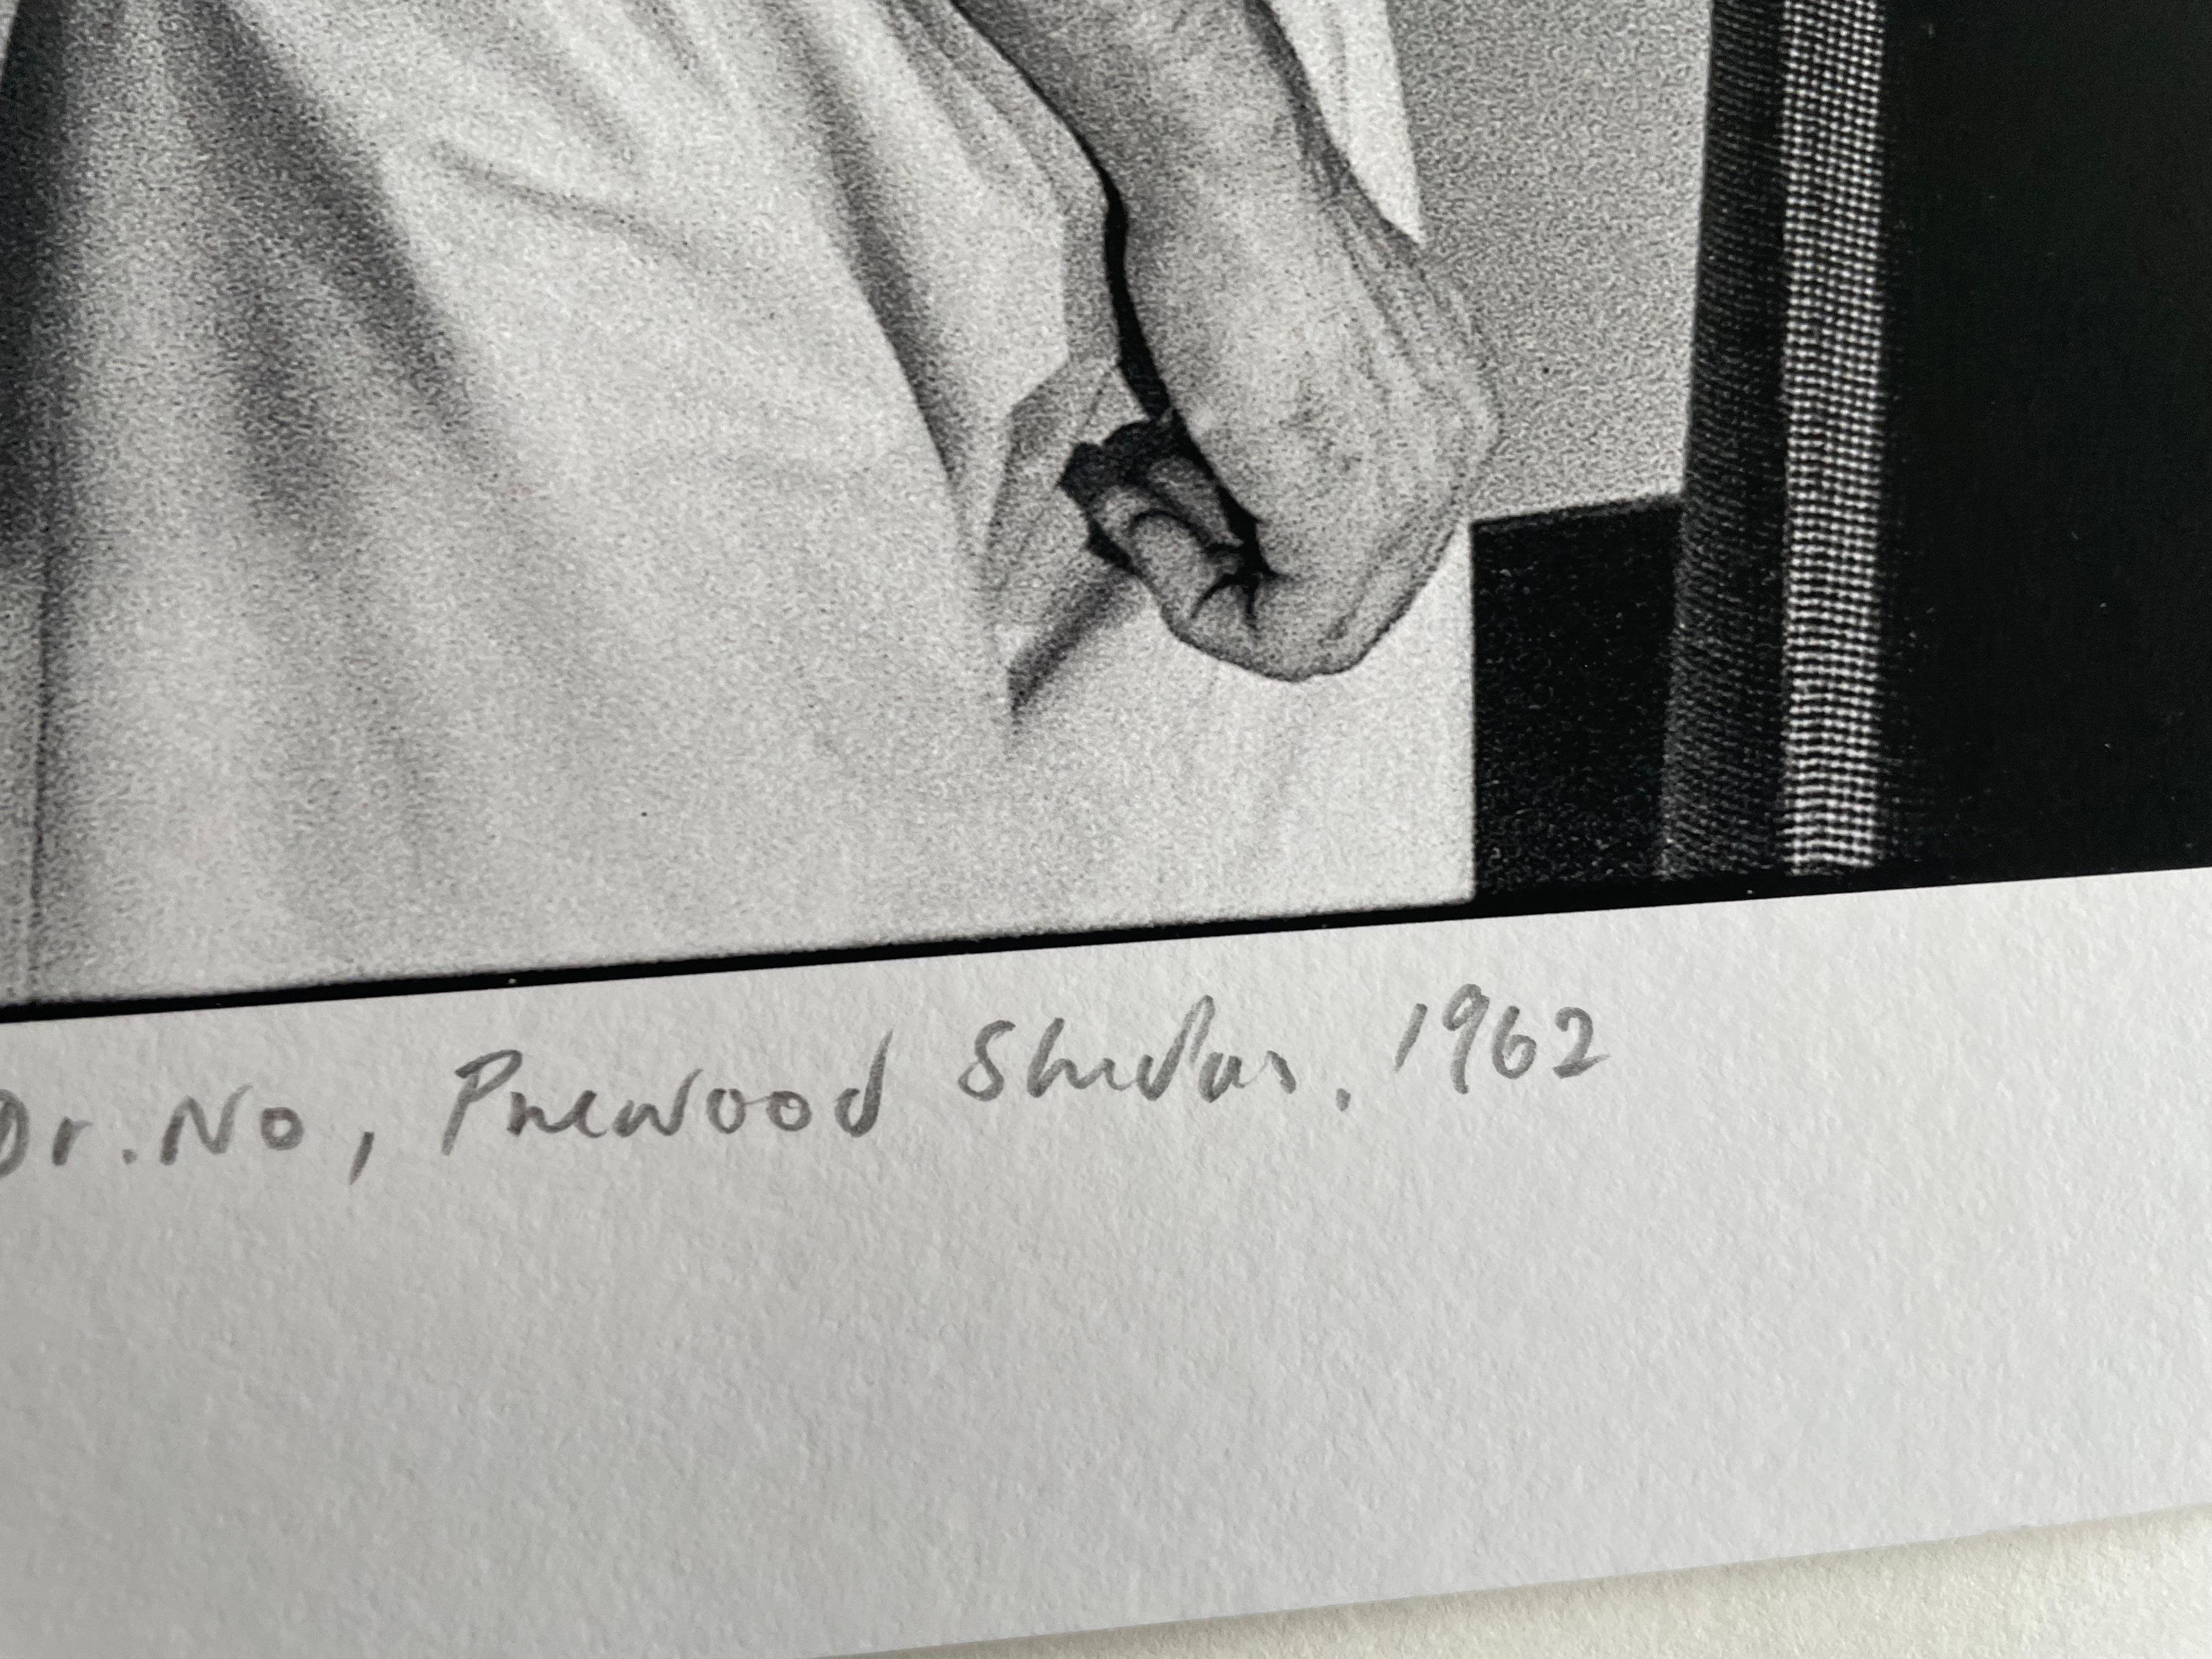 Dr. No, Pinewood Studios. 1962